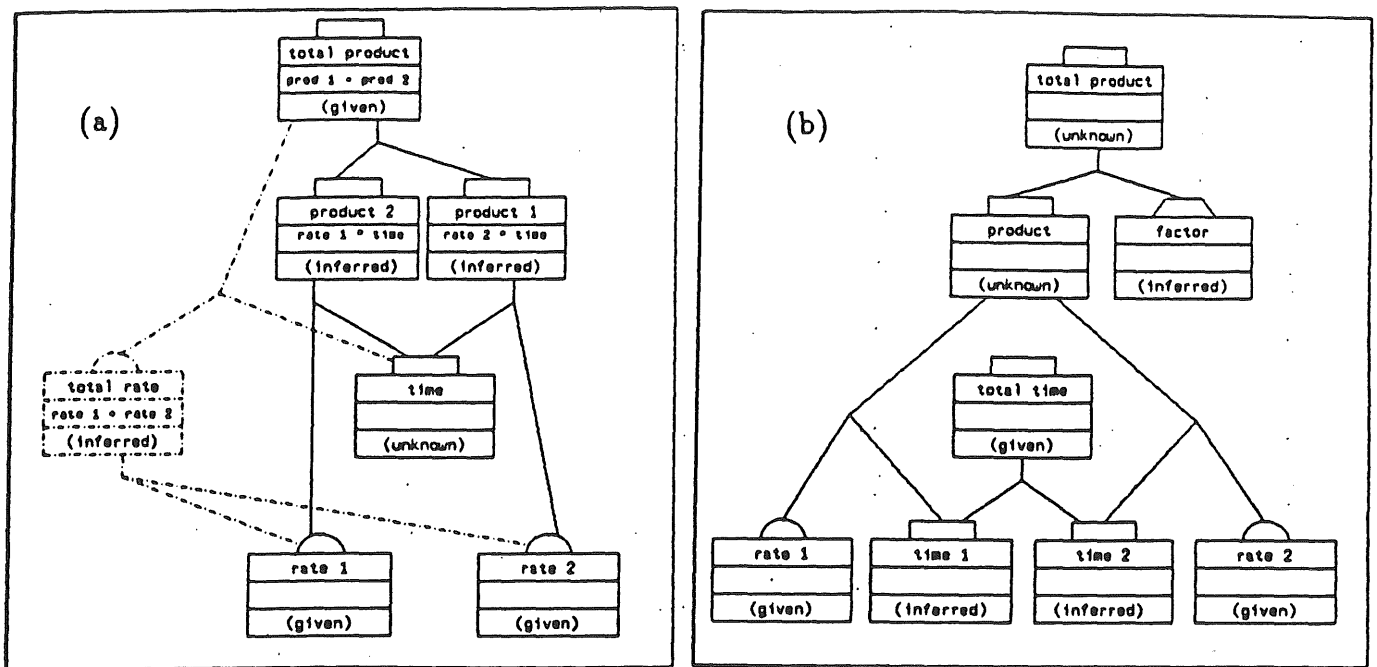 (a)
total product
pred 1 + pred 2
(given)
product 2
rate 1 * time
(inferred)
product 1
rate 2 * time
(inferred)
total rate
rate 1 + rate 2
(inferred)
time
(unknown)
rate 1
(given)
rate 2
(given)
(b)
total product
(unknown)
product
(unknown)
factor
(inferred)
total time
(given)
rate 1
(given)
time 1
(inferred)
time 2
(inferred)
rate 2
(given)